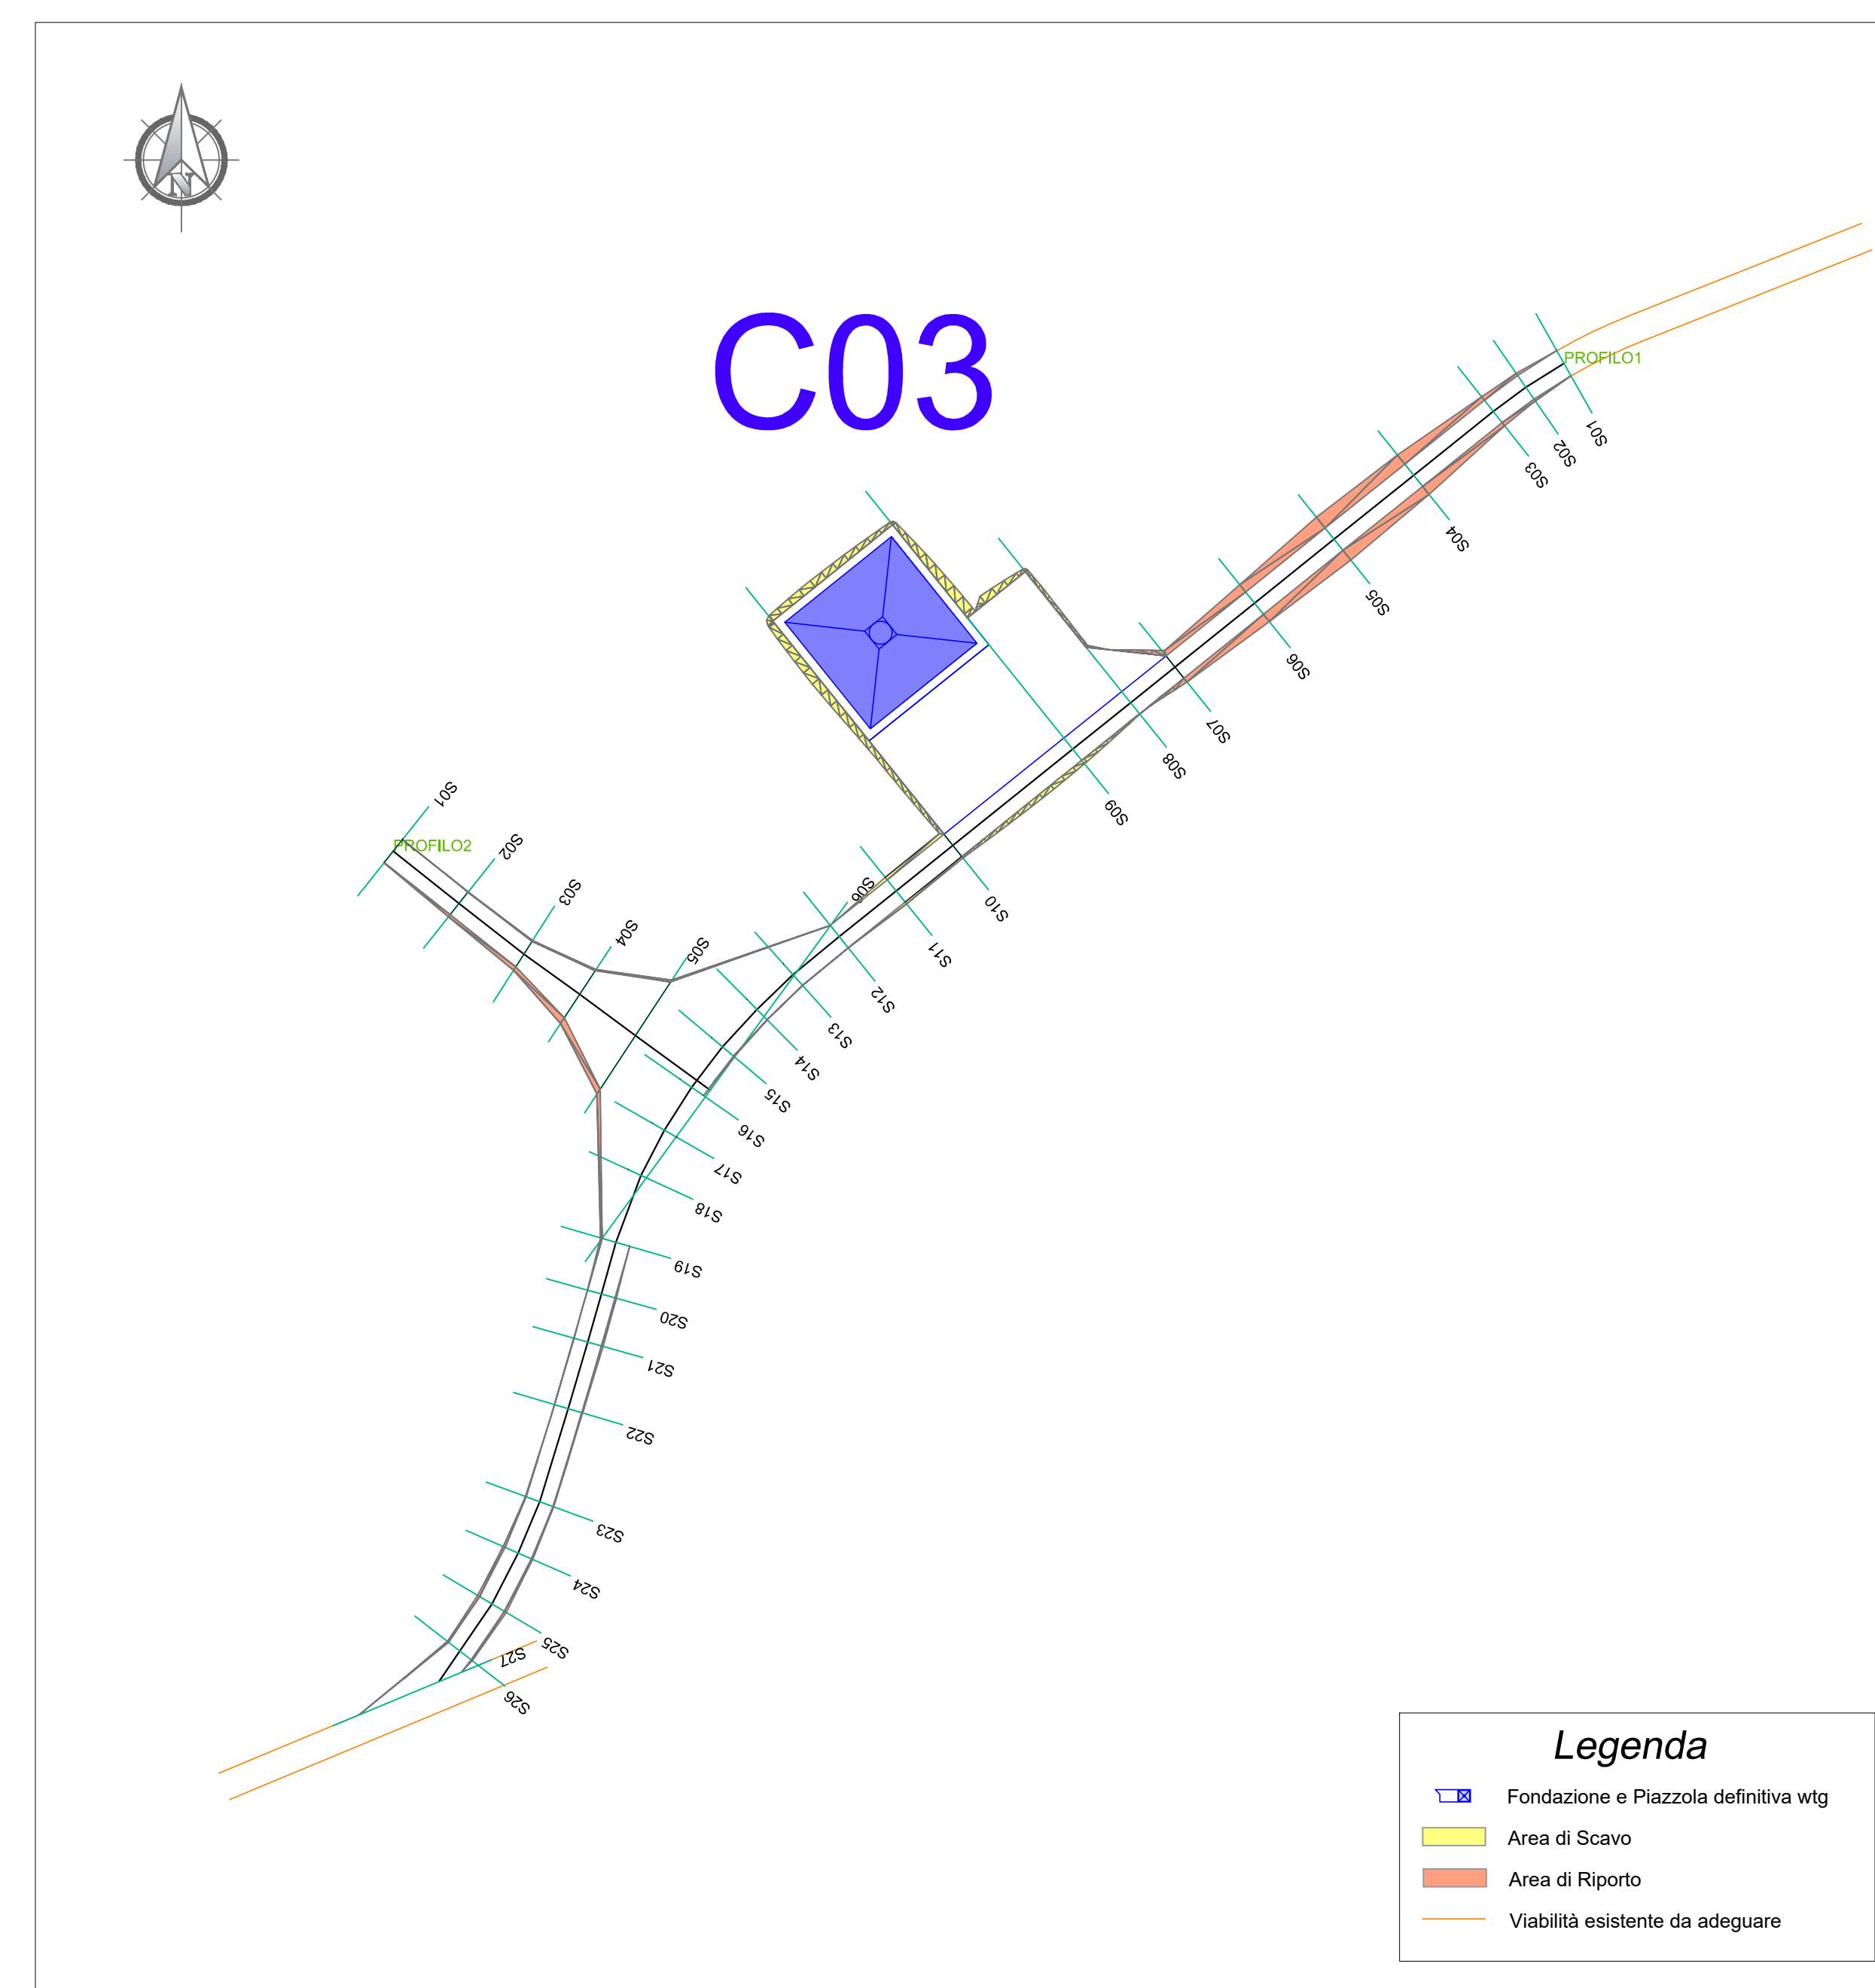 N
C03
PROFILO1
S01
S02
S03
S04
S05
S06
S07
S08
S09
S10
S11
S12
S13
S14
S15
S16
S17
S18
S19
S20
S21
S22
S23
S24
S25
S27
S26
PROFILO2
S01
S02
S03
S04
S05
S06
Legenda
Fondazione e Piazzola definitiva wtg
Area di Scavo
Area di Riporto
Viabilità esistente da adeguare